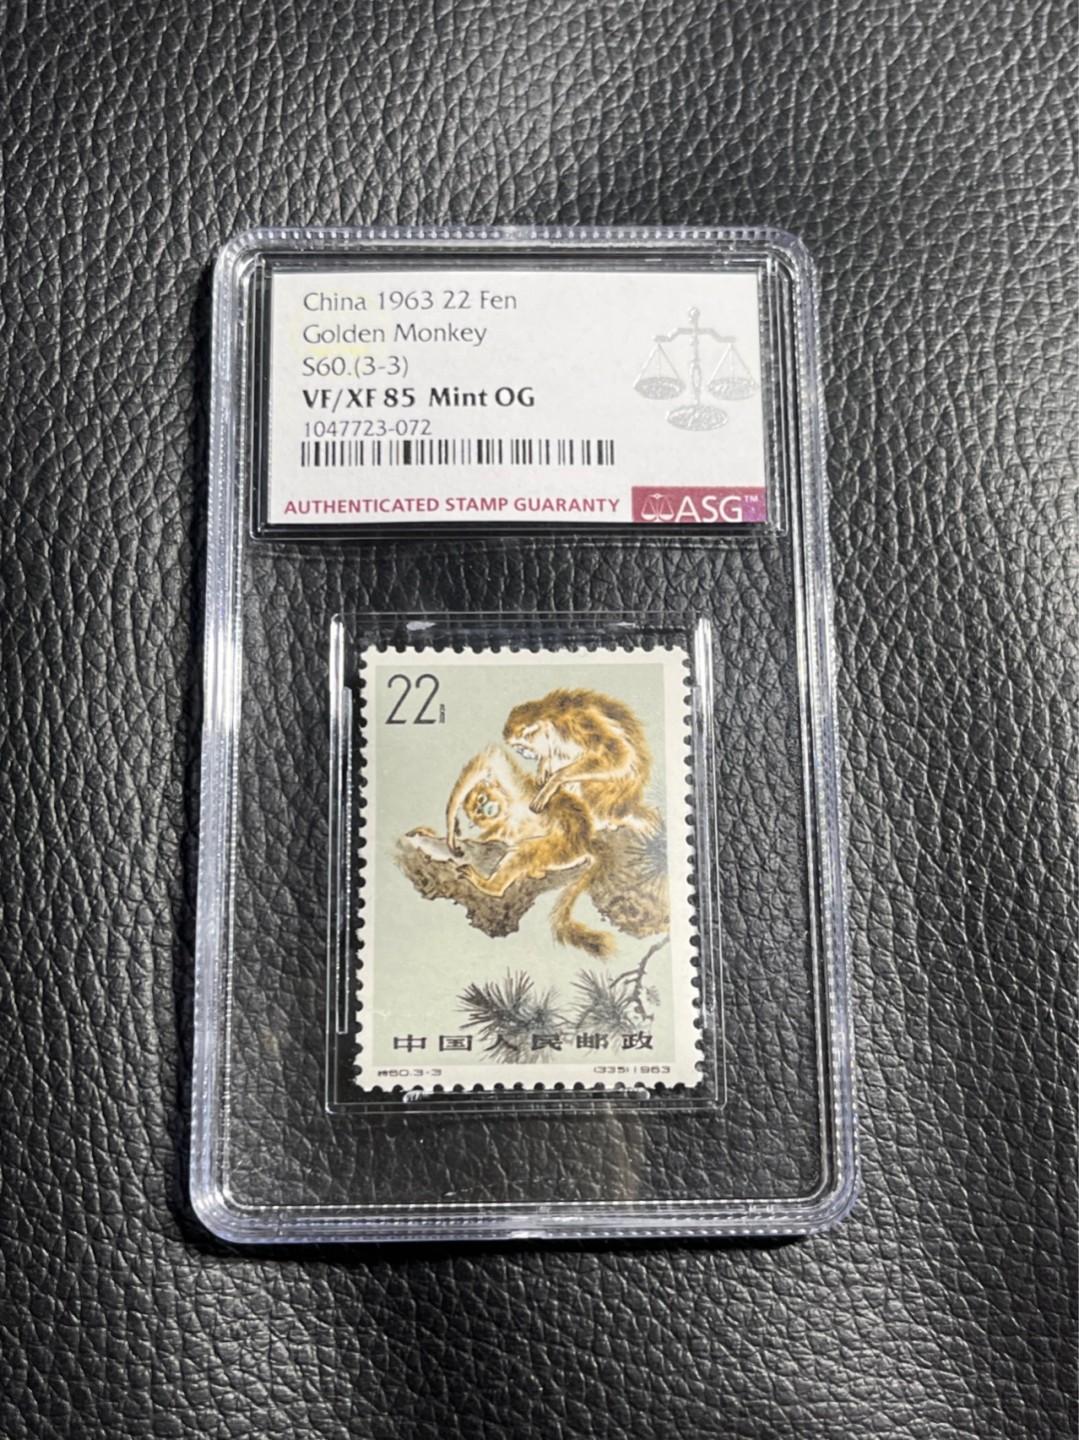 China 1963 22 Fen
Golden Monkey
S60.(3-3)
VF/XF 85 Mint OG
1047723-072
AUTHENTICATED STAMP GUARANTY ASG™
22
中国人民邮政
特60.3-3 (335)1963